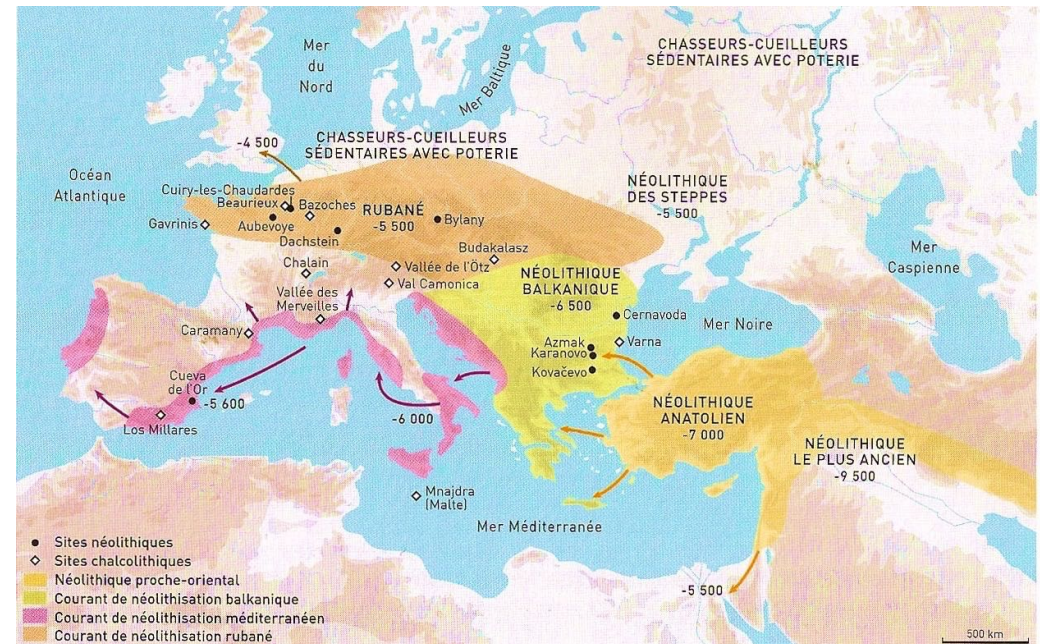 Mer
du
Nord
Mer Baltique
CHASSEURS-CUEILLEURS
SÉDENTAIRES AVEC POTERIE
Océan
Atlantique
-4 500
CHASSEURS-CUEILLEURS
SÉDENTAIRES AVEC POTERIE
NÉOLITHIQUE
DES STEPPES
-5 500
Mer
Caspienne
Cuiry-les-Chaudardes
Beaurieux
Bazoches
Gavrinis
Aubevoye
Dachstein
RUBANÉ
-5 500
Bylany
Budakalasz
Chalain
Vallée de l'Ötz
Val Camonica
Vallée des
Merveilles
NÉOLITHIQUE
BALKANIQUE
-6 500
Cernavoda
Mer Noire
Caramany
Azmak
Karanovo
Varna
Kovačevo
Cueva
de l'Or
-5 600
Los Millares
-6 000
NÉOLITHIQUE
ANATOLIEN
-7 000
NÉOLITHIQUE
LE PLUS ANCIEN
-9 500
Mnajdra
(Malte)
Mer Méditerranée
-5 500
Sites néolithiques
Sites chalcolithiques
Néolithique proche-oriental
Courant de néolithisation balkanique
Courant de néolithisation méditerranéen
Courant de néolithisation rubané
500 km